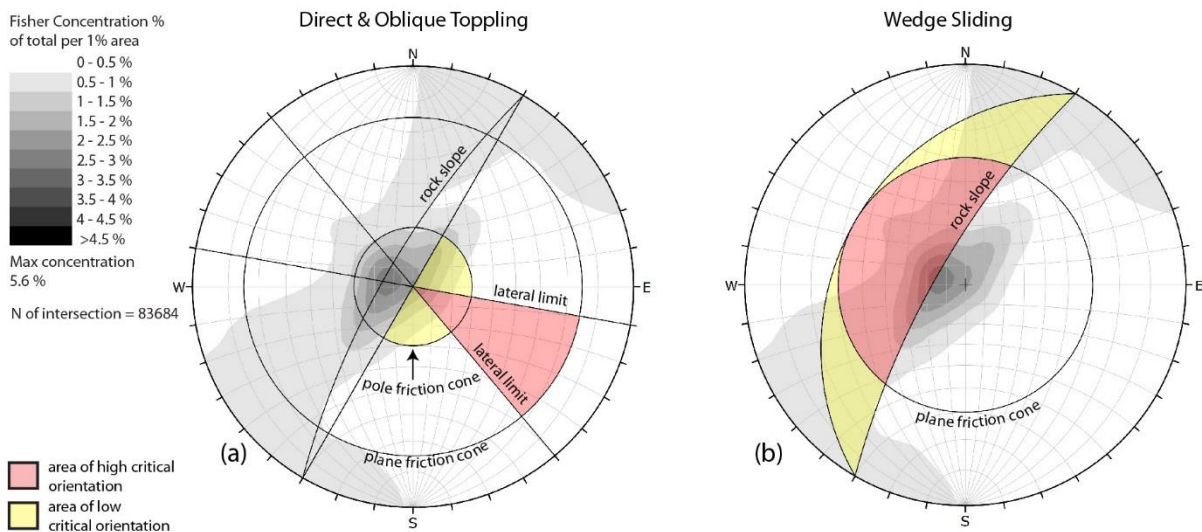 Fisher Concentration %
of total per 1% area
0 - 0.5 %
0.5 - 1 %
1 - 1.5 %
1.5 - 2 %
2 - 2.5 %
2.5 - 3 %
3 - 3.5 %
3.5 - 4 %
4 - 4.5 %
>4.5 %
Max concentration
5.6 %
N of intersection = 83684
area of high critical
orientation
area of low
critical orientation
Direct & Oblique Toppling
N
W
E
S
rock slope
lateral limit
lateral limit
pole friction cone
plane friction cone
(a)
Wedge Sliding
N
W
E
S
rock slope
plane friction cone
(b)